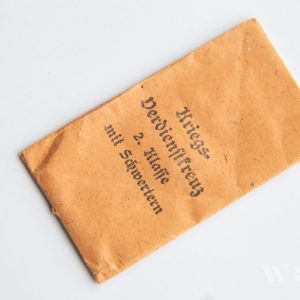 Kriegs-
Verdienstkreuz
2. Klasse
mit Schwertern
W